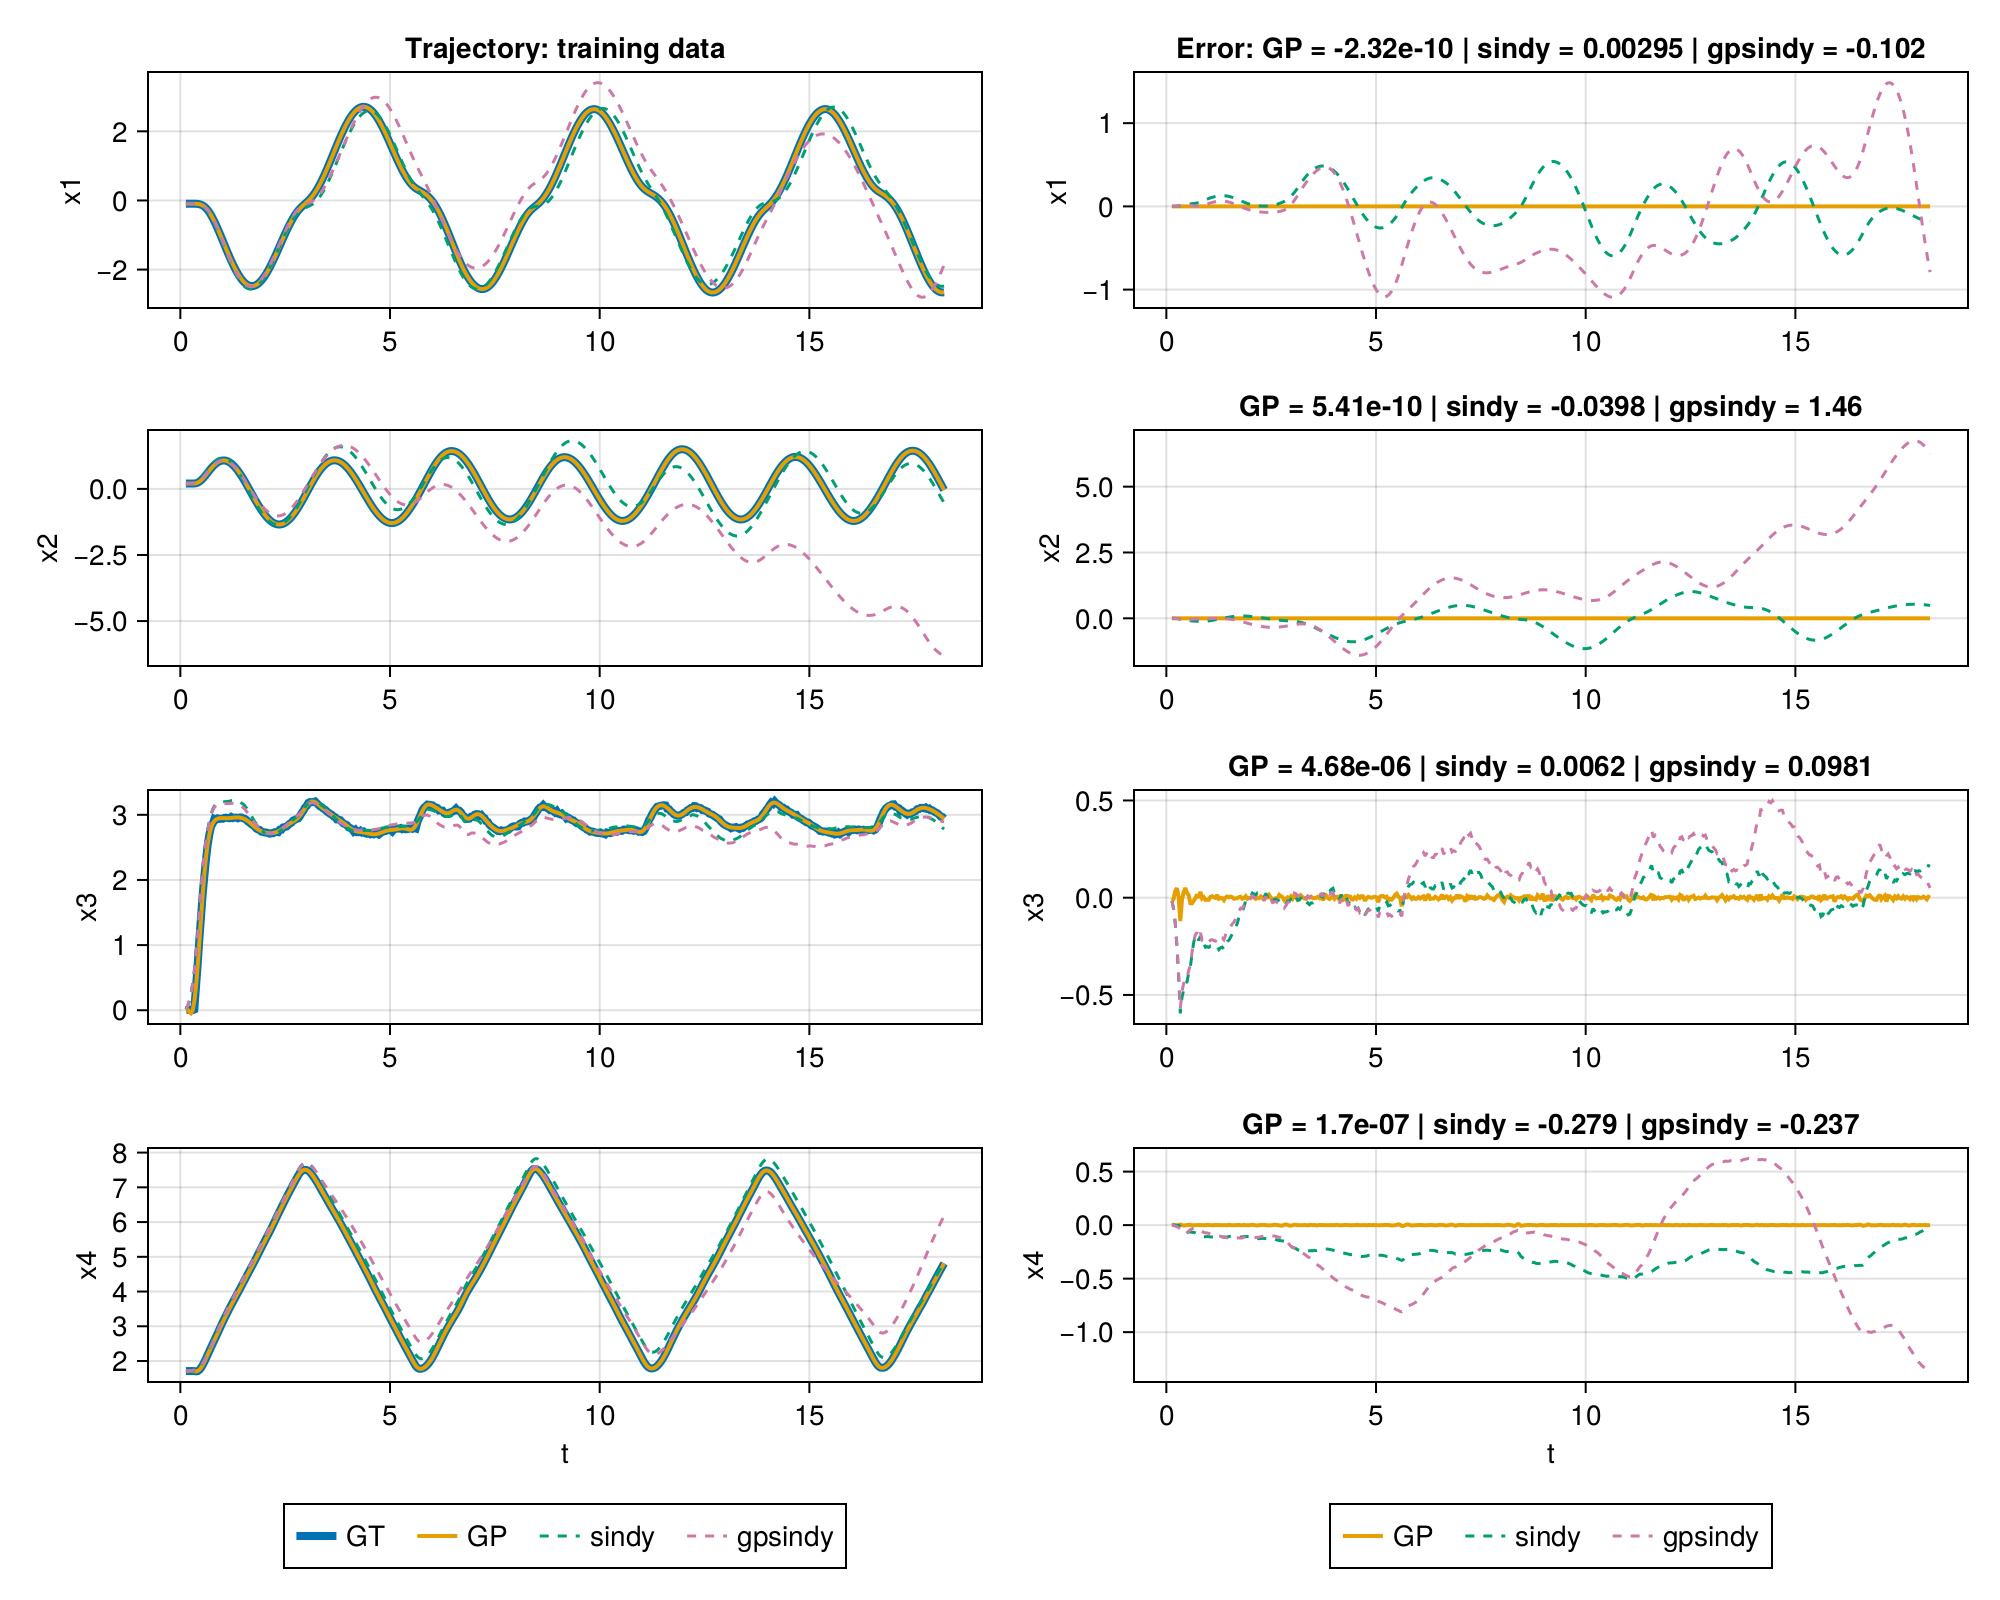 Trajectory: training data
x1
2
0
−2
0 5 10 15
Error: GP = -2.32e-10 | sindy = 0.00295 | gpsindy = -0.102
x1
1
0
−1
0 5 10 15
x2
0.0
−2.5
−5.0
0 5 10 15
GP = 5.41e-10 | sindy = -0.0398 | gpsindy = 1.46
x2
5.0
2.5
0.0
0 5 10 15
x3
3
2
1
0
0 5 10 15
GP = 4.68e-06 | sindy = 0.0062 | gpsindy = 0.0981
x3
0.5
0.0
−0.5
0 5 10 15
x4
8
7
6
5
4
3
2
0 5 10 15
t
GP = 1.7e-07 | sindy = -0.279 | gpsindy = -0.237
x4
0.5
0.0
−0.5
−1.0
0 5 10 15
t
GT GP sindy gpsindy
GP sindy gpsindy